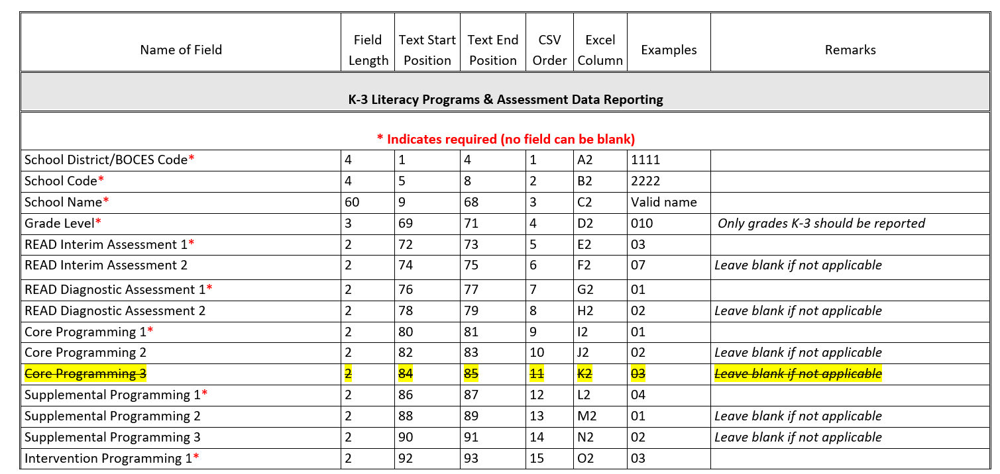 Name of Field Field Length Text Start Position Text End Position CSV Order Excel Column Examples Remarks
K-3 Literacy Programs & Assessment Data Reporting
* Indicates required (no field can be blank)
School District/BOCES Code* 4 1 4 1 A2 1111
School Code* 4 5 8 2 B2 2222
School Name* 60 9 68 3 C2 Valid name
Grade Level* 3 69 71 4 D2 010 Only grades K-3 should be reported
READ Interim Assessment 1* 2 72 73 5 E2 03
READ Interim Assessment 2 2 74 75 6 F2 07 Leave blank if not applicable
READ Diagnostic Assessment 1* 2 76 77 7 G2 01
READ Diagnostic Assessment 2 2 78 79 8 H2 02 Leave blank if not applicable
Core Programming 1* 2 80 81 9 I2 01
Core Programming 2 2 82 83 10 J2 02 Leave blank if not applicable
Core Programming 3 2 84 85 11 K2 03 Leave blank if not applicable
Supplemental Programming 1* 2 86 87 12 L2 04
Supplemental Programming 2 2 88 89 13 M2 01 Leave blank if not applicable
Supplemental Programming 3 2 90 91 14 N2 02 Leave blank if not applicable
Intervention Programming 1* 2 92 93 15 O2 03